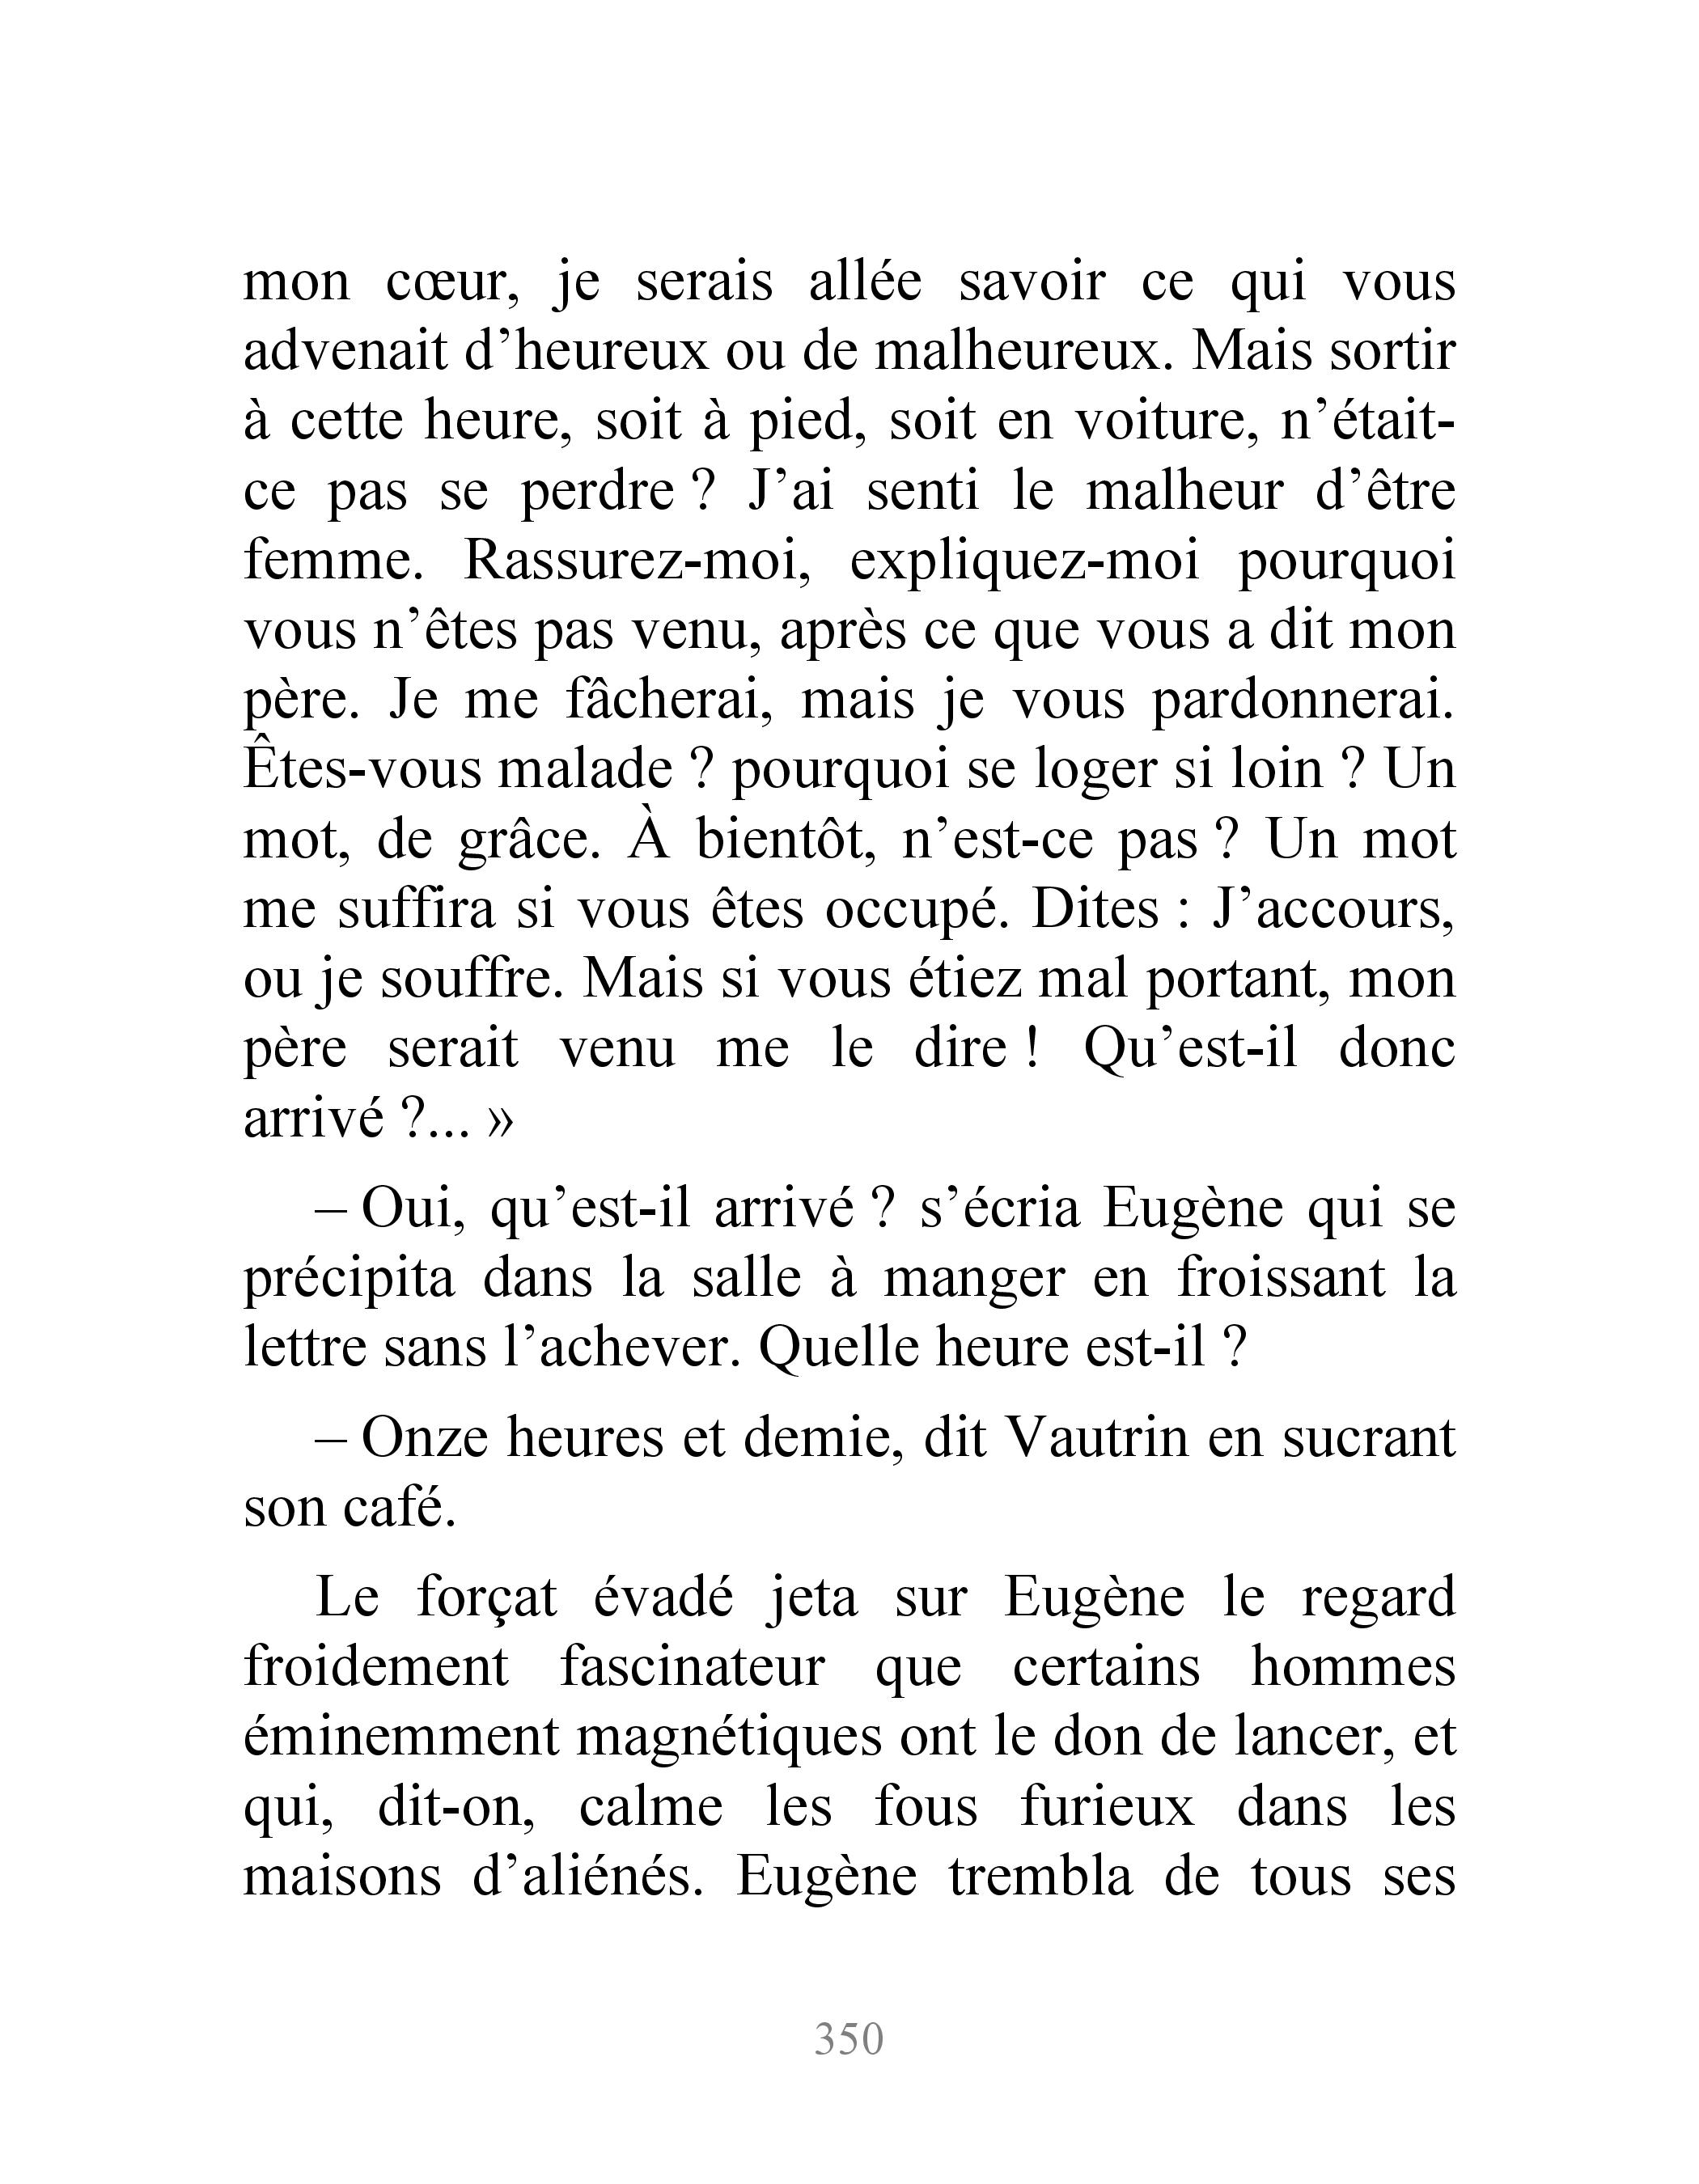 mon cœur, je serais allée savoir ce qui vous
advenait d’heureux ou de malheureux. Mais sortir
à cette heure, soit à pied, soit en voiture, n’était-
ce pas se perdre ? J’ai senti le malheur d’être
femme. Rassurez-moi, expliquez-moi pourquoi
vous n’êtes pas venu, après ce que vous a dit mon
père. Je me fâcherai, mais je vous pardonnerai.
Êtes-vous malade ? pourquoi se loger si loin ? Un
mot, de grâce. À bientôt, n’est-ce pas ? Un mot
me suffira si vous êtes occupé. Dites : J’accours,
ou je souffre. Mais si vous étiez mal portant, mon
père serait venu me le dire ! Qu’est-il donc
arrivé ?... »
– Oui, qu’est-il arrivé ? s’écria Eugène qui se
précipita dans la salle à manger en froissant la
lettre sans l’achever. Quelle heure est-il ?
– Onze heures et demie, dit Vautrin en sucrant
son café.
Le forçat évadé jeta sur Eugène le regard
froidement fascinateur que certains hommes
éminemment magnétiques ont le don de lancer, et
qui, dit-on, calme les fous furieux dans les
maisons d’aliénés. Eugène trembla de tous ses
350